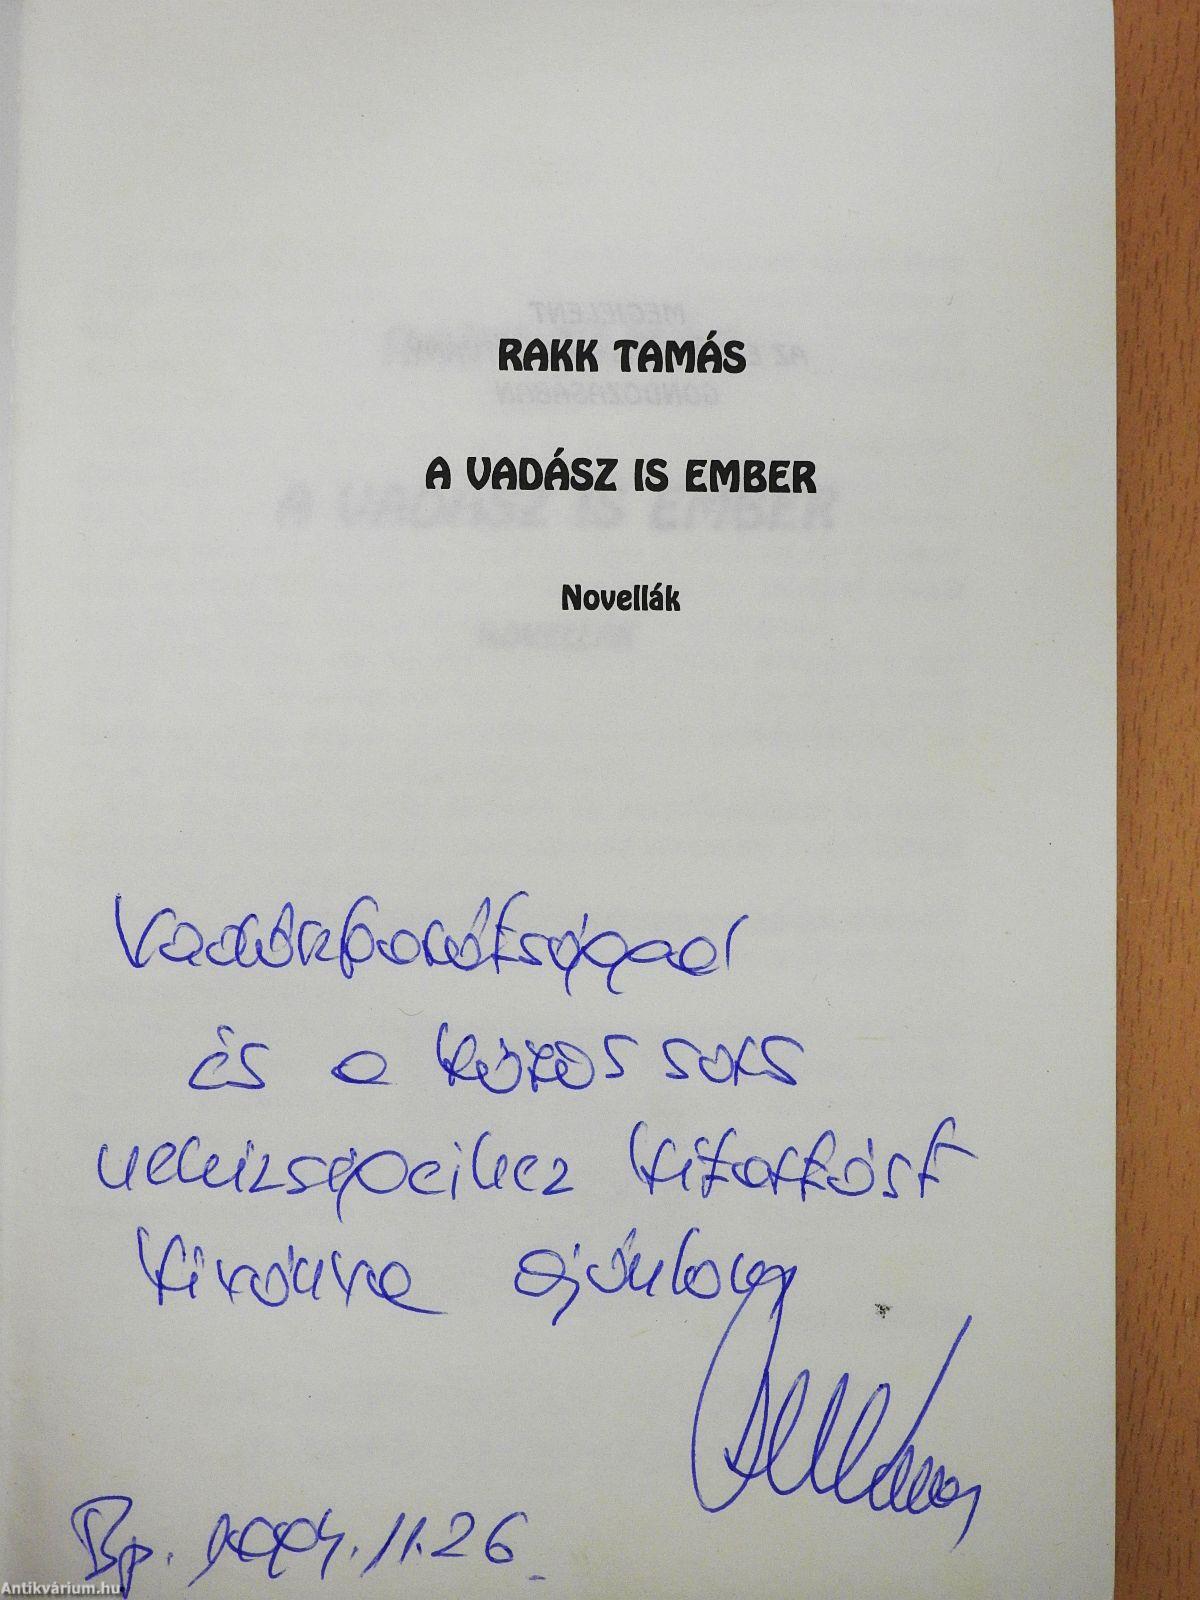 RAKK TAMÁS
A VADÁSZ IS EMBER
Novellák
Vadászbarátsággal
és a közös sors
nehézségeihez kitartást
kívánva ajánlom
Bp. 1994.11.26
Antikvárium.hu